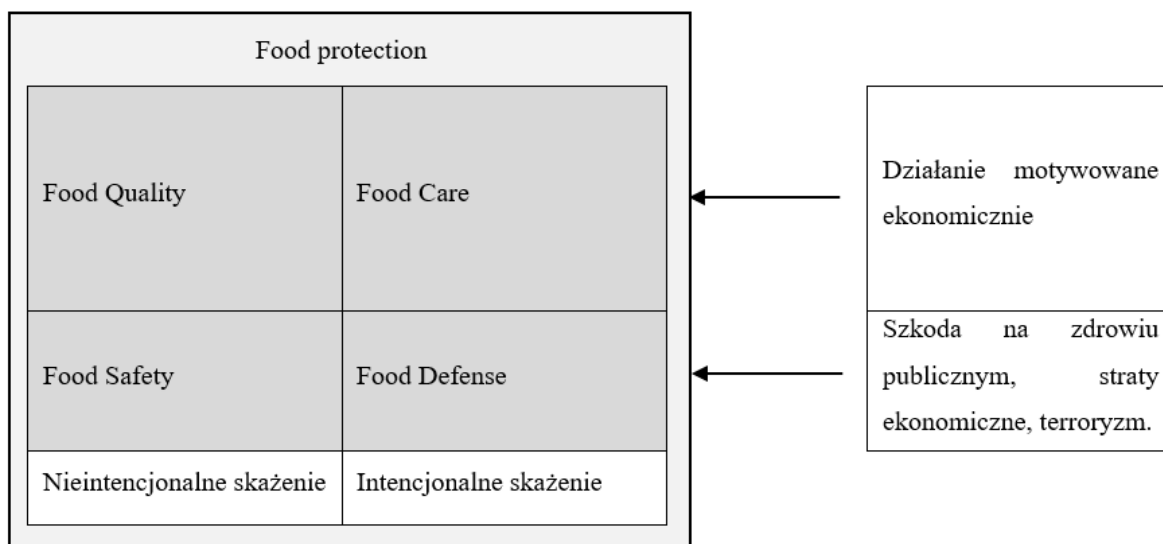 Food protection
Food Quality
Food Care
Działanie motywowane
ekonomicznie
Food Safety
Food Defense
Szkoda na zdrowiu
publicznym, straty
ekonomiczne, terroryzm.
Nieintencjonalne skażenie
Intencjonalne skażenie